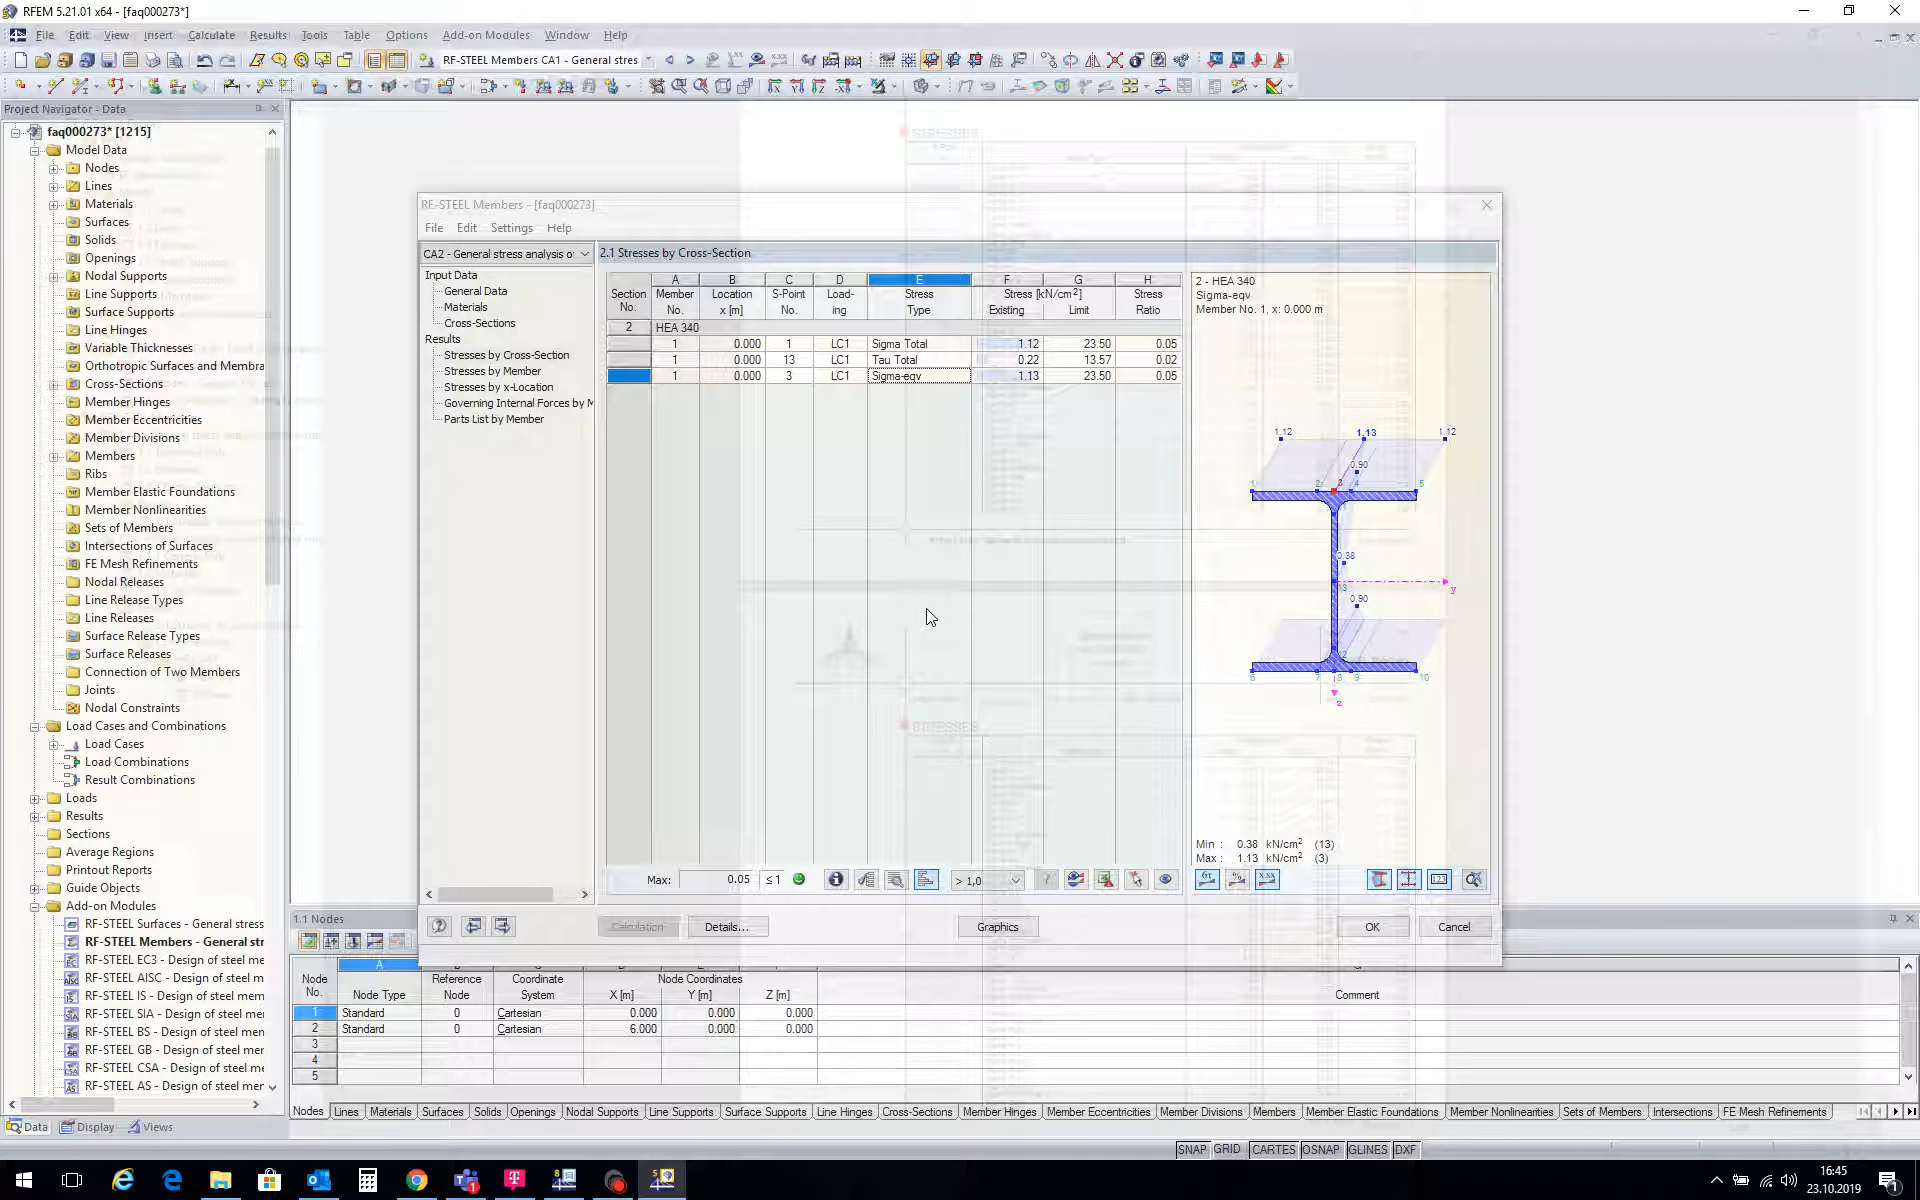 RFEM 5.21.01 x64 - [faq000273*]
File Edit View Insert Calculate Results Tools Table Options Add-on Modules Window Help
RF-STEEL Members CA1 - General stres
Project Navigator - Data
faq000273* [1215]
Model Data
Nodes
Lines
Materials
Surfaces
Solids
Openings
Nodal Supports
Line Supports
Surface Supports
Line Hinges
Variable Thicknesses
Orthotropic Surfaces and Membra
Cross-Sections
Member Hinges
Member Eccentricities
Member Divisions
Members
Ribs
Member Elastic Foundations
Member Nonlinearities
Sets of Members
Intersections of Surfaces
FE Mesh Refinements
Nodal Releases
Line Release Types
Line Releases
Surface Release Types
Surface Releases
Connection of Two Members
Joints
Nodal Constraints
Load Cases and Combinations
Load Cases
Load Combinations
Result Combinations
Loads
Results
Sections
Average Regions
Printout Reports
Guide Objects
Add-on Modules
RF-STEEL Surfaces - General stress
RF-STEEL Members - General str
RF-STEEL EC3 - Design of steel me
RF-STEEL AISC - Design of steel m
RF-STEEL IS - Design of steel mem
RF-STEEL SIA - Design of steel mer
RF-STEEL BS - Design of steel mer
RF-STEEL GB - Design of steel mer
RF-STEEL CSA - Design of steel me
RF-STEEL AS - Design of steel mer
Data Display Views
RF-STEEL Members - [faq000273]
File Edit Settings Help
CA2 - General stress analysis o
Input Data
General Data
Materials
Cross-Sections
Results
Stresses by Cross-Section
Stresses by Member
Stresses by x-Location
Governing Internal Forces by M
Parts List by Member
2.1 Stresses by Cross-Section
A B C D E F G H
Section Member Location S-Point Load- Stress Stress [kN/cm²] Stress
No. No. x [m] No. ing Type Existing Limit Ratio
2 HEA 340
1 0.000 1 LC1 Sigma Total 1.12 23.50 0.05
1 0.000 13 LC1 Tau Total 0.22 13.57 0.02
1 0.000 3 LC1 Sigma-eqv 1.13 23.50 0.05
2 - HEA 340
Sigma-eqv
Member No. 1, x: 0.000 m
1.12 1.13 1.12
0.90
1 2 3 4 5
0.38
13
y
0.90
12
6 7 8 9 10
z
Min : 0.38 kN/cm² (13)
Max : 1.13 kN/cm² (3)
Max: 0.05 ≤ 1
> 1,0
Calculation Details... Graphics OK Cancel
STRESSES
STRESSES
1.1 Nodes
A
Node Reference Coordinate Node Coordinates
No. Node Type Node System X [m] Y [m] Z [m] Comment
1 Standard 0 Cartesian 0.000 0.000 0.000
2 Standard 0 Cartesian 6.000 0.000 0.000
3
4
5
Nodes Lines Materials Surfaces Solids Openings Nodal Supports Line Supports Surface Supports Line Hinges Cross-Sections Member Hinges Member Eccentricities Member Divisions Members Member Elastic Foundations Member Nonlinearities Sets of Members Intersections FE Mesh Refinements
SNAP GRID CARTES OSNAP GLINES DXF
16:45
23.10.2019